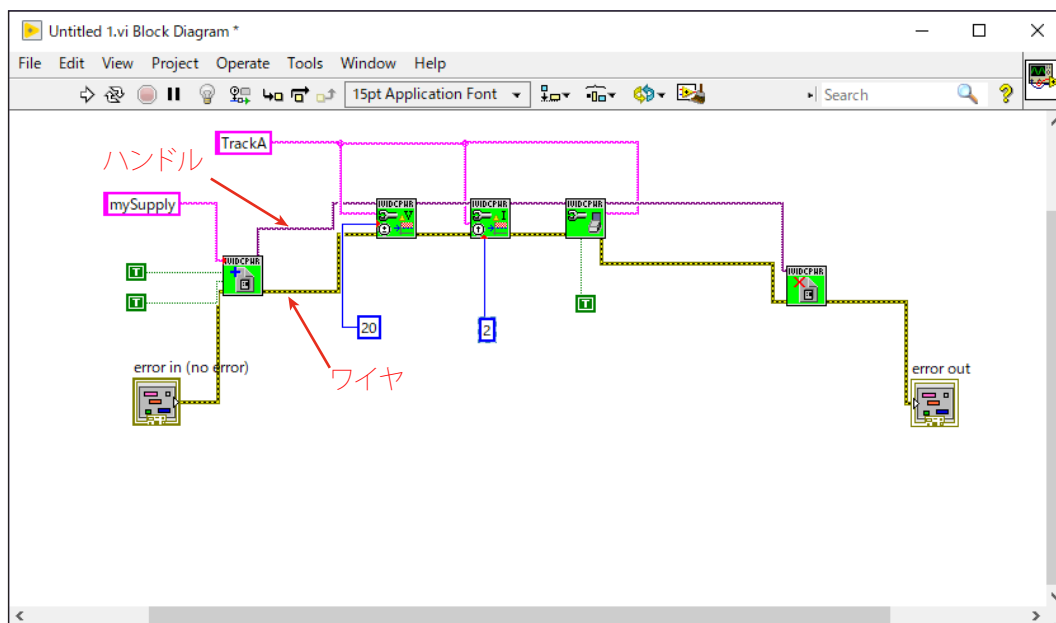 Untitled 1.vi Block Diagram *
File Edit View Project Operate Tools Window Help
15pt Application Font
Search
TrackA
ハンドル
mySupply
IVIDCPWR
V
IVIDCPWR
I
IVIDCPWR
IVIDCPWR
IVIDCPWR
T
T
20
2
T
ワイヤ
error in (no error)
error out